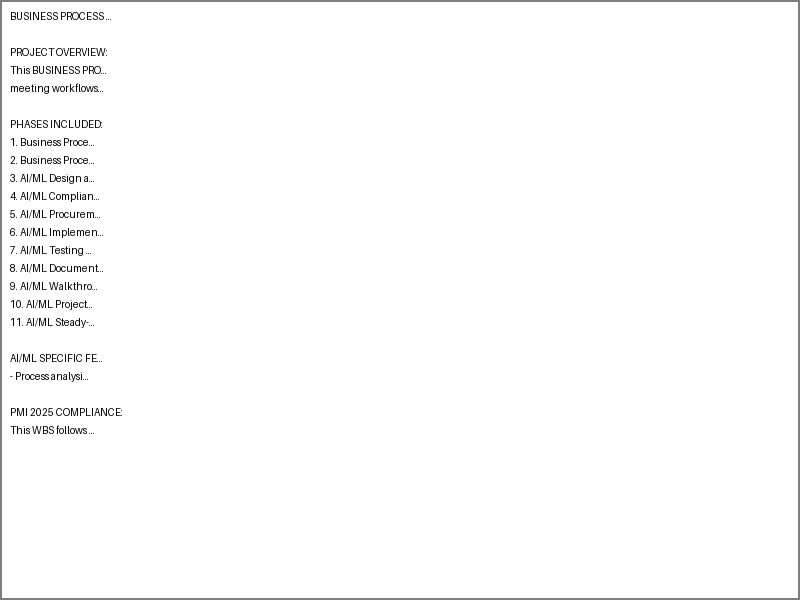 BUSINESS PROCESS...
PROJECT OVERVIEW:
This BUSINESS PRO...
meeting workflows...
PHASES INCLUDED:
1. Business Proce...
2. Business Proce...
3. AI/ML Design a...
4. AI/ML Complian...
5. AI/ML Procurem...
6. AI/ML Implemen...
7. AI/ML Testing ...
8. AI/ML Document...
9. AI/ML Walkthro...
10. AI/ML Project...
11. AI/ML Steady-...
AI/ML SPECIFIC FE...
- Process analysi...
PMI 2025 COMPLIANCE:
This WBS follows ...